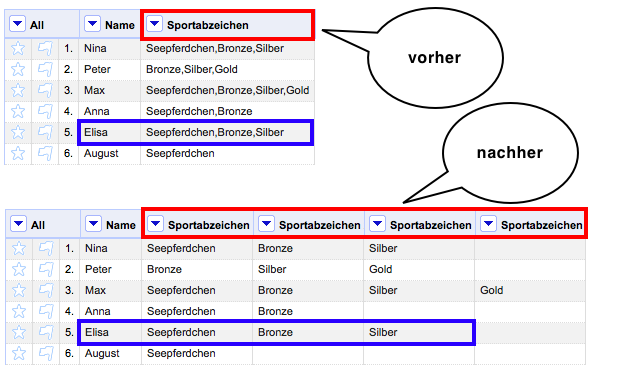 All Name Sportabzeichen
1. Nina Seepferdchen,Bronze,Silber
2. Peter Bronze,Silber,Gold
3. Max Seepferdchen,Bronze,Silber,Gold
4. Anna Seepferdchen,Bronze
5. Elisa Seepferdchen,Bronze,Silber
6. August Seepferdchen
vorher
nachher
All Name Sportabzeichen Sportabzeichen Sportabzeichen Sportabzeichen
1. Nina Seepferdchen Bronze Silber
2. Peter Bronze Silber Gold
3. Max Seepferdchen Bronze Silber Gold
4. Anna Seepferdchen Bronze
5. Elisa Seepferdchen Bronze Silber
6. August Seepferdchen